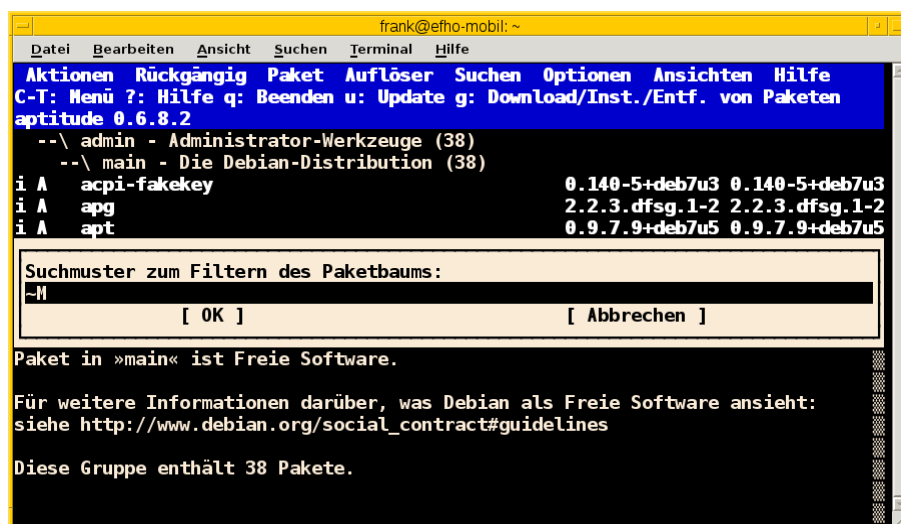 frank@efho-mobil: ~
Datei Bearbeiten Ansicht Suchen Terminal Hilfe
Aktionen Rückgängig Paket Auflöser Suchen Optionen Ansichten Hilfe
C-T: Menü ?: Hilfe q: Beenden u: Update g: Download/Inst./Entf. von Paketen
aptitude 0.6.8.2
--\ admin - Administrator-Werkzeuge (38)
--\ main - Die Debian-Distribution (38)
i A acpi-fakekey 0.140-5+deb7u3 0.140-5+deb7u3
i A apg 2.2.3.dfsg.1-2 2.2.3.dfsg.1-2
i A apt 0.9.7.9+deb7u5 0.9.7.9+deb7u5
Suchmuster zum Filtern des Paketbaums:
~M
[ OK ] [ Abbrechen ]
Paket in »main« ist Freie Software.
Für weitere Informationen darüber, was Debian als Freie Software ansieht:
siehe http://www.debian.org/social_contract#guidelines
Diese Gruppe enthält 38 Pakete.